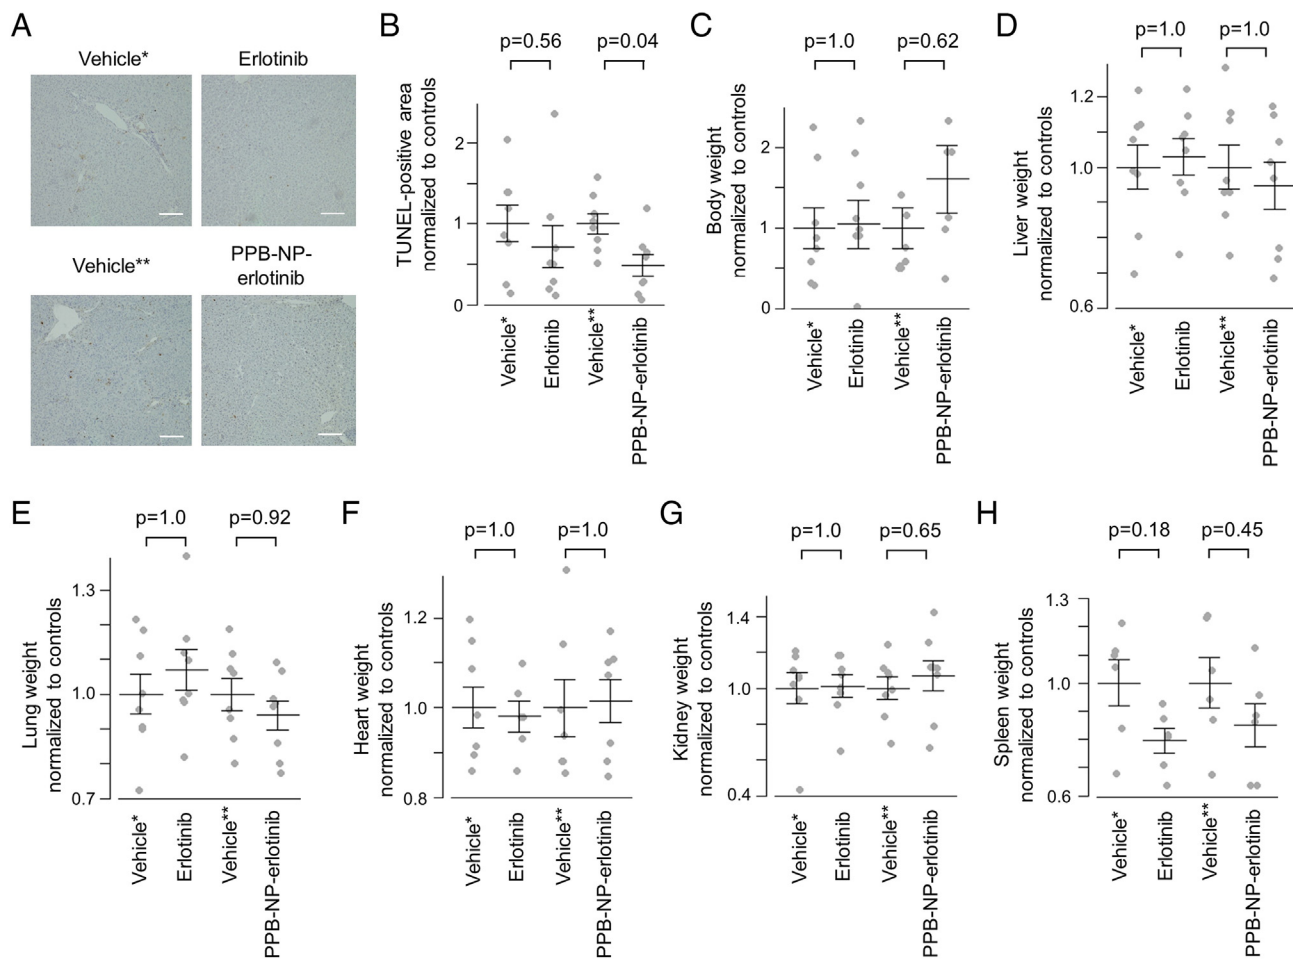 A
Vehicle*
Erlotinib
Vehicle**
PPB-NP-
erlotinib
B
p=0.56
p=0.04
TUNEL-positive area
normalized to controls
2
1
0
Vehicle*
Erlotinib
Vehicle**
PPB-NP-erlotinib
C
p=1.0
p=0.62
Body weight
normalized to controls
2
1
0
Vehicle*
Erlotinib
Vehicle**
PPB-NP-erlotinib
D
p=1.0
p=1.0
Liver weight
normalized to controls
1.2
1.0
0.6
Vehicle*
Erlotinib
Vehicle**
PPB-NP-erlotinib
E
p=1.0
p=0.92
Lung weight
normalized to controls
1.3
1.0
0.7
Vehicle*
Erlotinib
Vehicle**
PPB-NP-erlotinib
F
p=1.0
p=1.0
Heart weight
normalized to controls
1.2
1.0
0.8
Vehicle*
Erlotinib
Vehicle**
PPB-NP-erlotinib
G
p=1.0
p=0.65
Kidney weight
normalized to controls
1.4
1.0
0.4
Vehicle*
Erlotinib
Vehicle**
PPB-NP-erlotinib
H
p=0.18
p=0.45
Spleen weight
normalized to controls
1.3
1.0
0.6
Vehicle*
Erlotinib
Vehicle**
PPB-NP-erlotinib